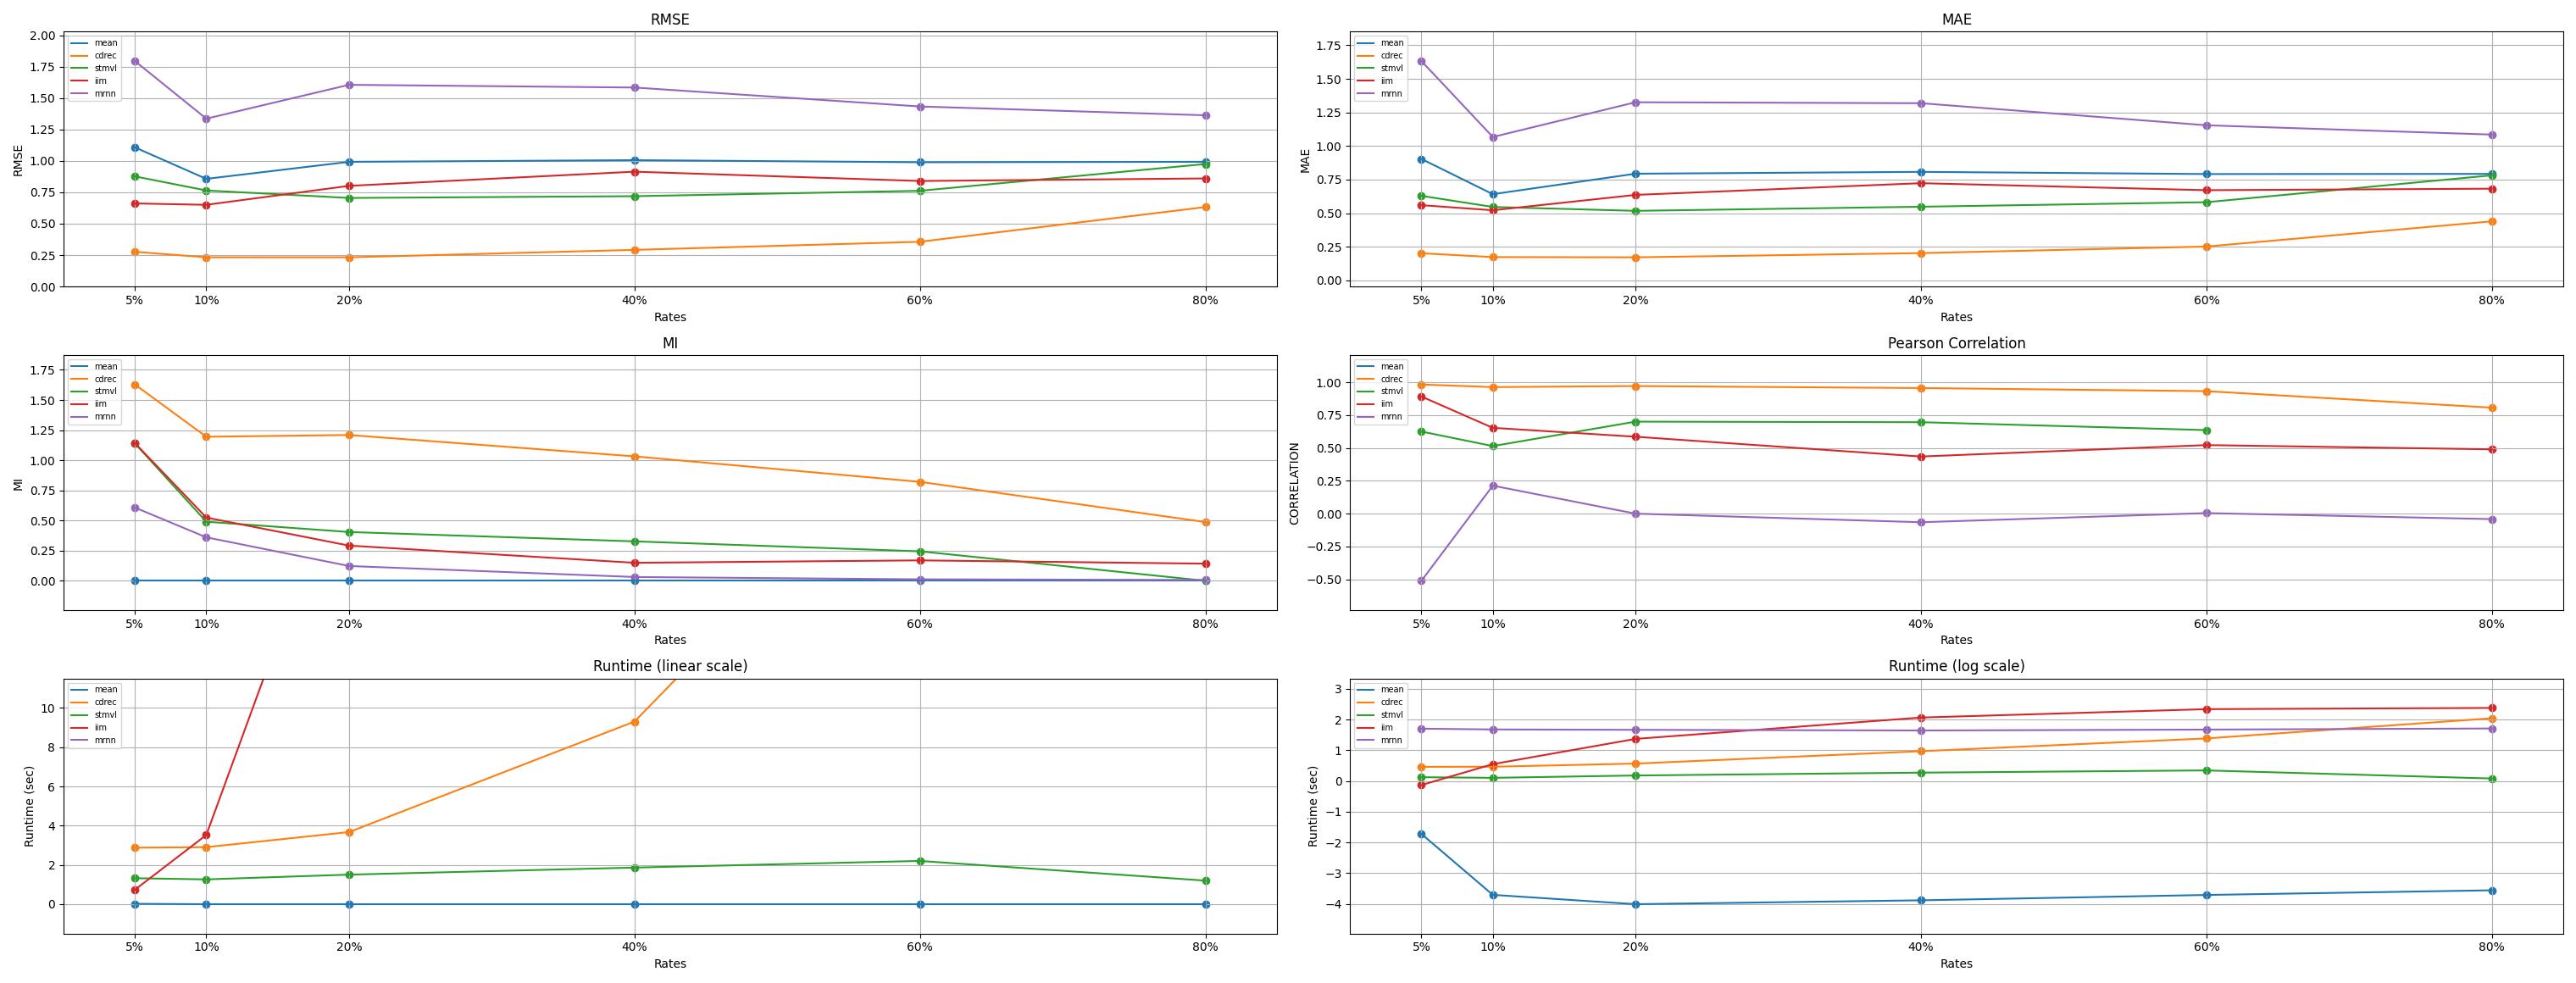 RMSE
2.00
1.75
1.50
1.25
1.00
0.75
0.50
0.25
0.00
RMSE
mean
cdrec
stmvl
iim
mrnn
5% 10% 20% 40% 60% 80%
Rates
MAE
1.75
1.50
1.25
1.00
0.75
0.50
0.25
0.00
MAE
mean
cdrec
stmvl
iim
mrnn
5% 10% 20% 40% 60% 80%
Rates
MI
1.75
1.50
1.25
1.00
0.75
0.50
0.25
0.00
MI
mean
cdrec
stmvl
iim
mrnn
5% 10% 20% 40% 60% 80%
Rates
Pearson Correlation
1.00
0.75
0.50
0.25
0.00
−0.25
−0.50
CORRELATION
mean
cdrec
stmvl
iim
mrnn
5% 10% 20% 40% 60% 80%
Rates
Runtime (linear scale)
10
8
6
4
2
0
Runtime (sec)
mean
cdrec
stmvl
iim
mrnn
5% 10% 20% 40% 60% 80%
Rates
Runtime (log scale)
3
2
1
0
−1
−2
−3
−4
Runtime (sec)
mean
cdrec
stmvl
iim
mrnn
5% 10% 20% 40% 60% 80%
Rates